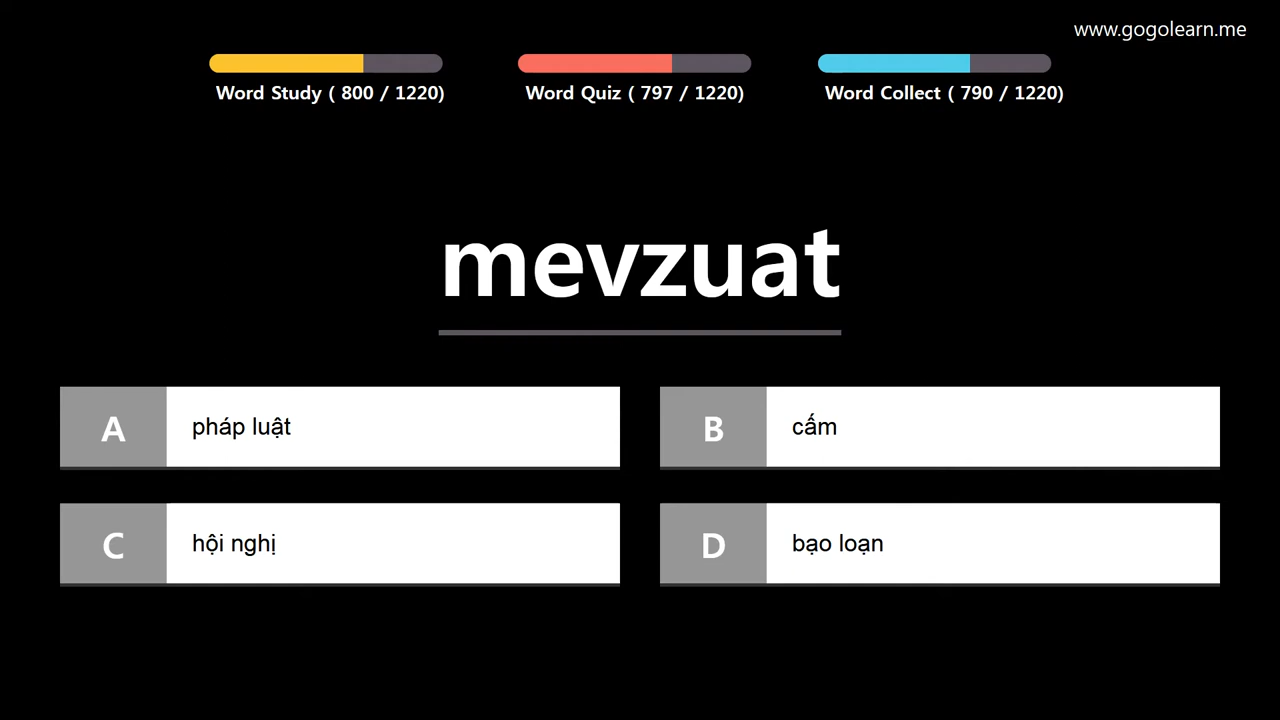 www.gogolearn.me
Word Study ( 800 / 1220)
Word Quiz ( 797 / 1220)
Word Collect ( 790 / 1220)
mevzuat
A pháp luật
B cấm
C hội nghị
D bạo loạn